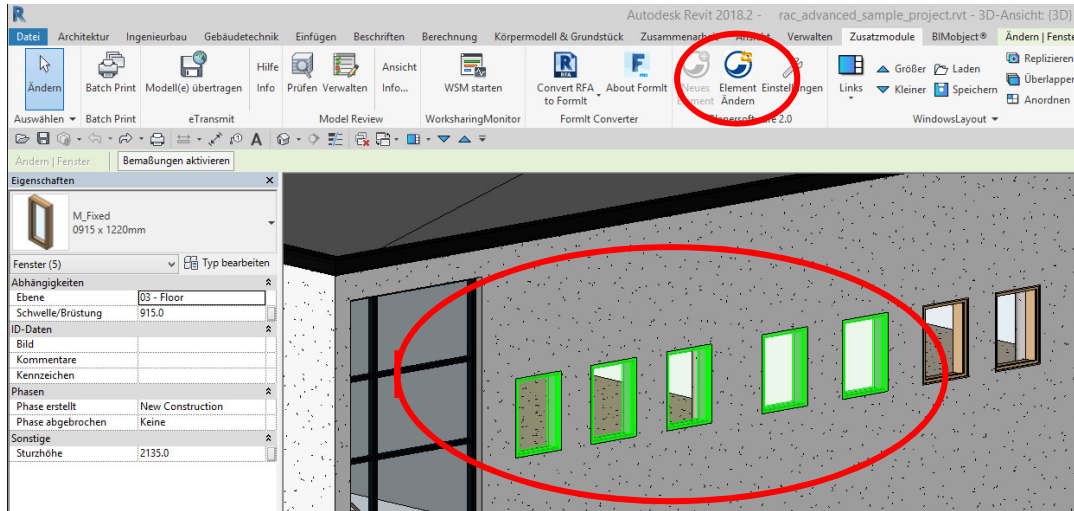 R
Autodesk Revit 2018.2 - rac_advanced_sample_project.rvt - 3D-Ansicht: {3D}
Datei Architektur Ingenieurbau Gebäudetechnik Einfügen Beschriften Berechnung Körpermodell & Grundstück Verwalten Zusatzmodule BIMobject® Ändern | Fenste
Hilfe Ansicht Replizieren
Größer Laden
Überlapper
Ändern Batch Print Modell(e) übertragen Info Prüfen Verwalten Info... WSM starten Convert RFA About FormIt Neues Element Einstellungen Links Kleiner Speichern
to FormIt Element Ändern Anordnen
Auswählen Batch Print eTransmit Model Review WorksharingMonitor FormIt Converter 2.0 WindowsLayout
Ändern | Fenster Bemaßungen aktivieren
Eigenschaften
M_Fixed
0915 x 1220mm
Fenster (5) Typ bearbeiten
Abhängigkeiten
Ebene 03 - Floor
Schwelle/Brüstung 915.0
ID-Daten
Bild
Kommentare
Kennzeichen
Phasen
Phase erstellt New Construction
Phase abgebrochen Keine
Sonstige
Sturzhöhe 2135.0